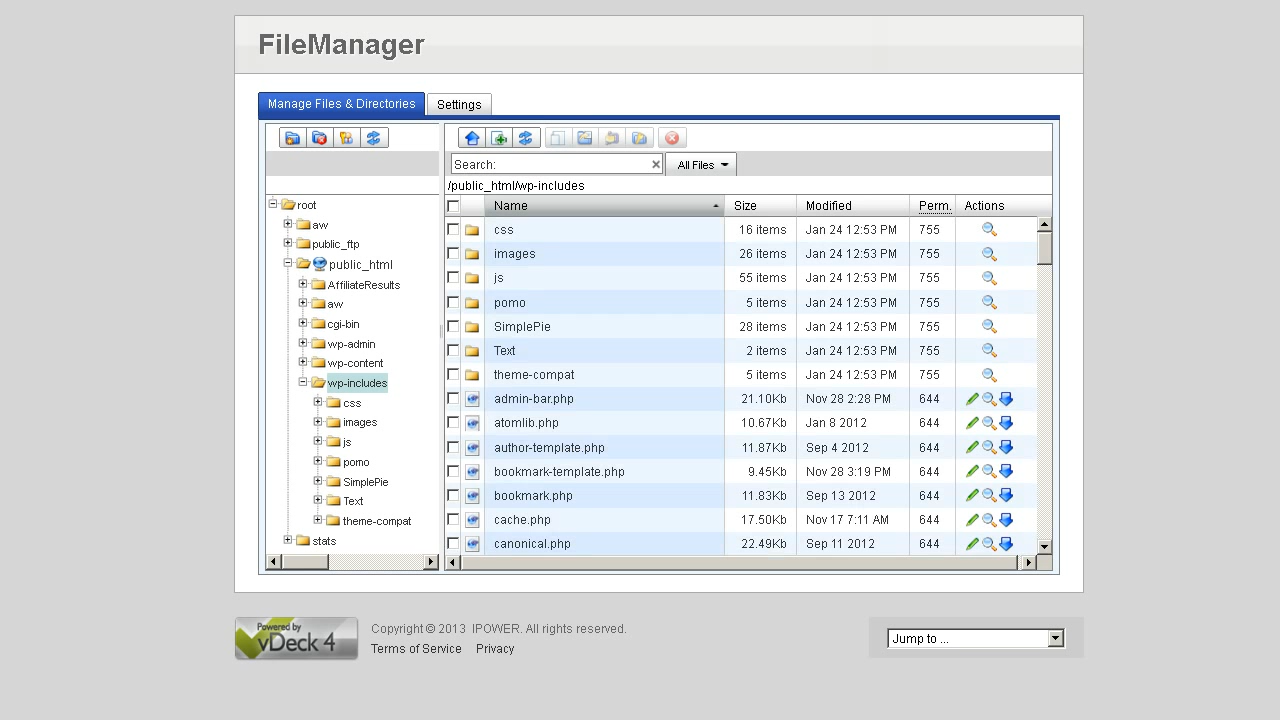 FileManager
Manage Files & Directories
Settings
Search:
All Files
/public_html/wp-includes
Name Size Modified Perm. Actions
root
aw
public_ftp
public_html
AffiliateResults
aw
cgi-bin
wp-admin
wp-content
wp-includes
css
images
js
pomo
SimplePie
Text
theme-compat
stats
css 16 items Jan 24 12:53 PM 755
images 26 items Jan 24 12:53 PM 755
js 55 items Jan 24 12:53 PM 755
pomo 5 items Jan 24 12:53 PM 755
SimplePie 28 items Jan 24 12:53 PM 755
Text 2 items Jan 24 12:53 PM 755
theme-compat 5 items Jan 24 12:53 PM 755
admin-bar.php 21.10Kb Nov 28 2:28 PM 644
atomlib.php 10.67Kb Jan 8 2012 644
author-template.php 11.87Kb Sep 4 2012 644
bookmark-template.php 9.45Kb Nov 28 3:19 PM 644
bookmark.php 11.83Kb Sep 13 2012 644
cache.php 17.50Kb Nov 17 7:11 AM 644
canonical.php 22.49Kb Sep 11 2012 644
Powered by
vDeck 4
Copyright © 2013 IPOWER. All rights reserved.
Terms of Service Privacy
Jump to ...